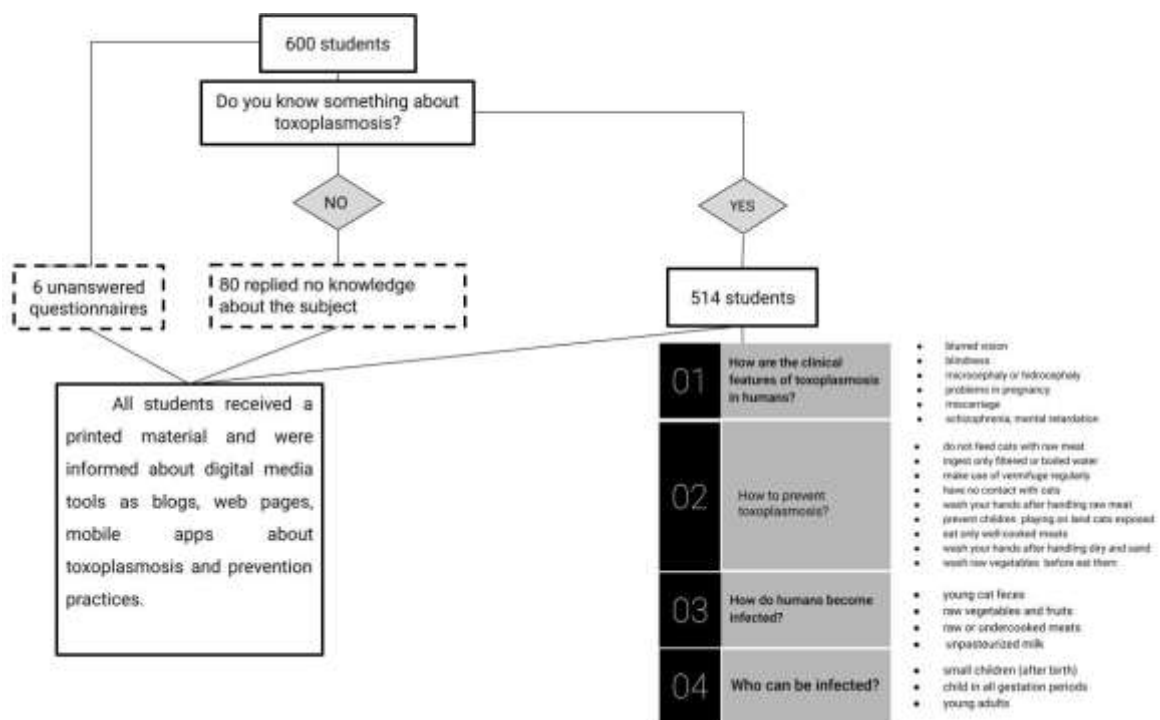 600 students
Do you know something about
toxoplasmosis?
NO
YES
6 unanswered
questionnaires
80 replied no knowledge
about the subject
514 students
All students received a
printed material and were
informed about digital media
tools as blogs, web pages,
mobile apps about
toxoplasmosis and prevention
practices.
01
How are the clinical
features of toxoplasmosis
in humans?
blurred vision
blindness
microcephaly or hidrocephaly
problems in pregnancy
miscarriage
schizophrenia, mental retardation
02
How to prevent
toxoplasmosis?
do not feed cats with raw meat
ingest only filtered or boiled water
make use of vermifuge regularly
have no contact with cats
wash your hands after handling raw meat
prevent children playing on land cats exposed
eat only well-cooked meats
wash your hands after handling dry and sand
wash raw vegetables before eat them
03
How do humans become
infected?
young cat feces
raw vegetables and fruits
raw or undercooked meats
unpasteurized milk
04
Who can be infected?
small children (after birth)
child in all gestation periods
young adults